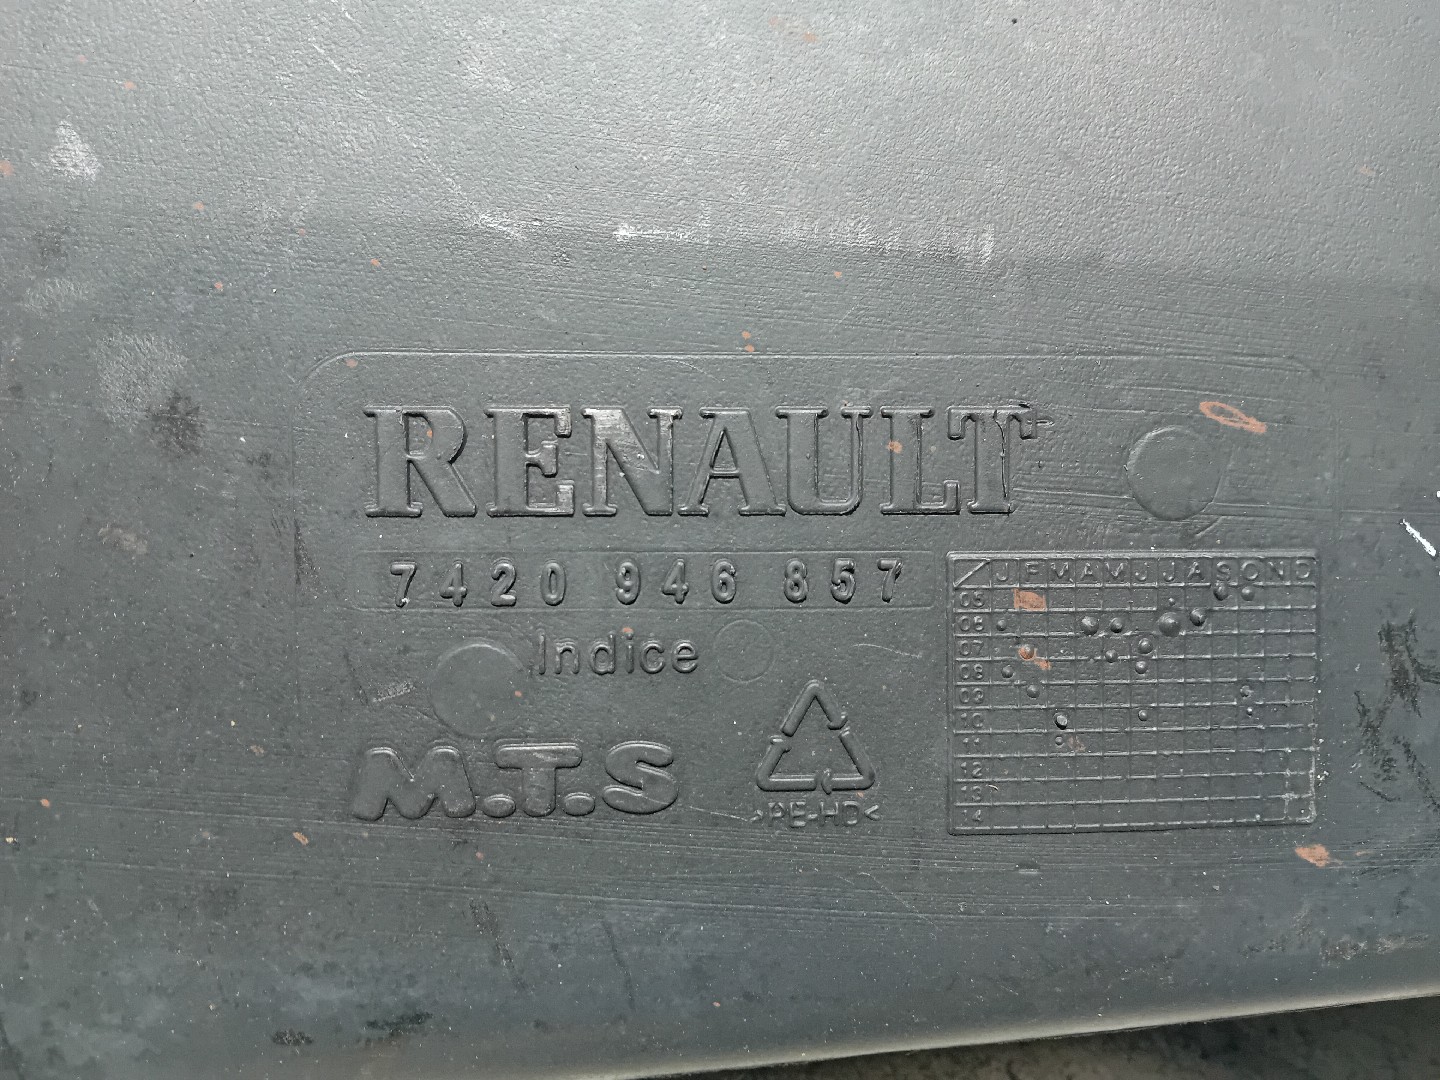 RENAULT
7420 946 857
Indice
M.T.S
>PE-HD<
J F M A M J J A S O N D
05
06
07
08
09
10
11
12
13
14